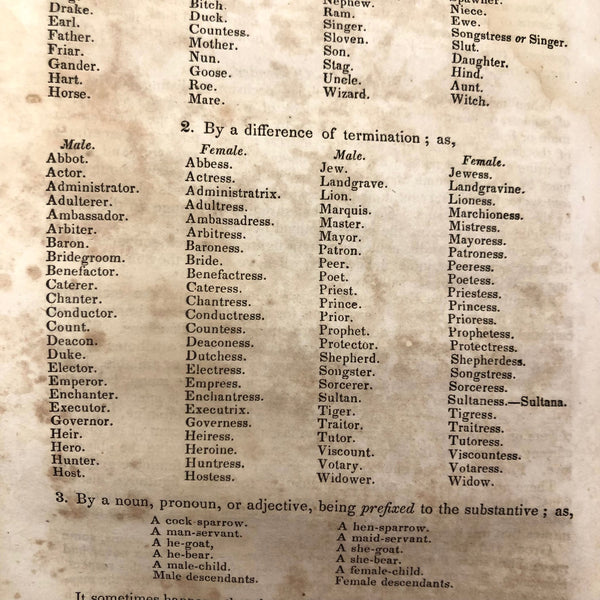 Bitch. Nephew. Niece.
Drake. Duck. Ram. Ewe.
Earl. Countess. Singer. Songstress or Singer.
Father. Mother. Sloven. Slut.
Friar. Nun. Son. Daughter.
Gander. Goose. Stag. Hind.
Hart. Roe. Uncle. Aunt.
Horse. Mare. Wizard. Witch.
2. By a difference of termination ; as,
Male. Female. Male. Female.
Abbot. Abbess. Jew. Jewess.
Actor. Actress. Landgrave. Landgravine.
Administrator. Administratrix. Lion. Lioness.
Adulterer. Adultress. Marquis. Marchioness.
Ambassador. Ambassadress. Master. Mistress.
Arbiter. Arbitress. Mayor. Mayoress.
Baron. Baroness. Patron. Patroness.
Bridegroom. Bride. Peer. Peeress.
Benefactor. Benefactress. Poet. Poetess.
Caterer. Cateress. Priest. Priestess.
Chanter. Chantress. Prince. Princess.
Conductor. Conductress. Prior. Prioress.
Count. Countess. Prophet. Prophetess.
Deacon. Deaconess. Protector. Protectress.
Duke. Dutchess. Shepherd. Shepherdess.
Elector. Electress. Songster. Songstress.
Emperor. Empress. Sorcerer. Sorceress.
Enchanter. Enchantress. Sultan. Sultaness.—Sultana.
Executor. Executrix. Tiger. Tigress.
Governor. Governess. Traitor. Traitress.
Heir. Heiress. Tutor. Tutoress.
Hero. Heroine. Viscount. Viscountess.
Hunter. Huntress. Votary. Votaress.
Host. Hostess. Widower. Widow.
3. By a noun, pronoun, or adjective, being prefixed to the substantive ; as,
A cock-sparrow. A hen-sparrow.
A man-servant. A maid-servant.
A he-goat, A she-goat.
A he-bear. A she-bear.
A male-child. A female-child.
Male descendants. Female descendants.
It sometimes